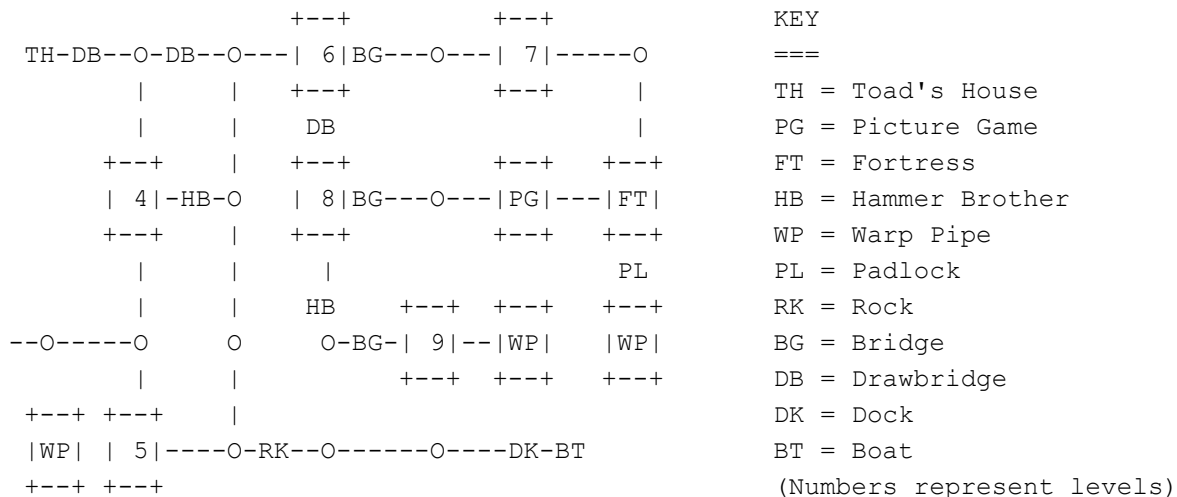 +--+        +--+            KEY
 TH-DB--O-DB--O---| 6|BG---O---| 7|-----O       ===
        |     |   +--+        +--+     |       TH = Toad's House
        |     |    DB                  |       PG = Picture Game
      +--+    |   +--+        +--+  +--+      FT = Fortress
      | 4|-HB-O   | 8|BG---O---|PG|---|FT|      HB = Hammer Brother
      +--+    |   +--+        +--+  +--+      WP = Warp Pipe
        |     |     |                 PL       PL = Padlock
        |     |    HB   +--+ +--+   +--+      RK = Rock
--O-----O     O     O-BG-| 9|--|WP|   |WP|      BG = Bridge
        |     |         +--+ +--+   +--+      DB = Drawbridge
 +--+ +--+    |                               DK = Dock
 |WP| | 5|----O-RK--O------O----DK-BT          BT = Boat
 +--+ +--+                                    (Numbers represent levels)